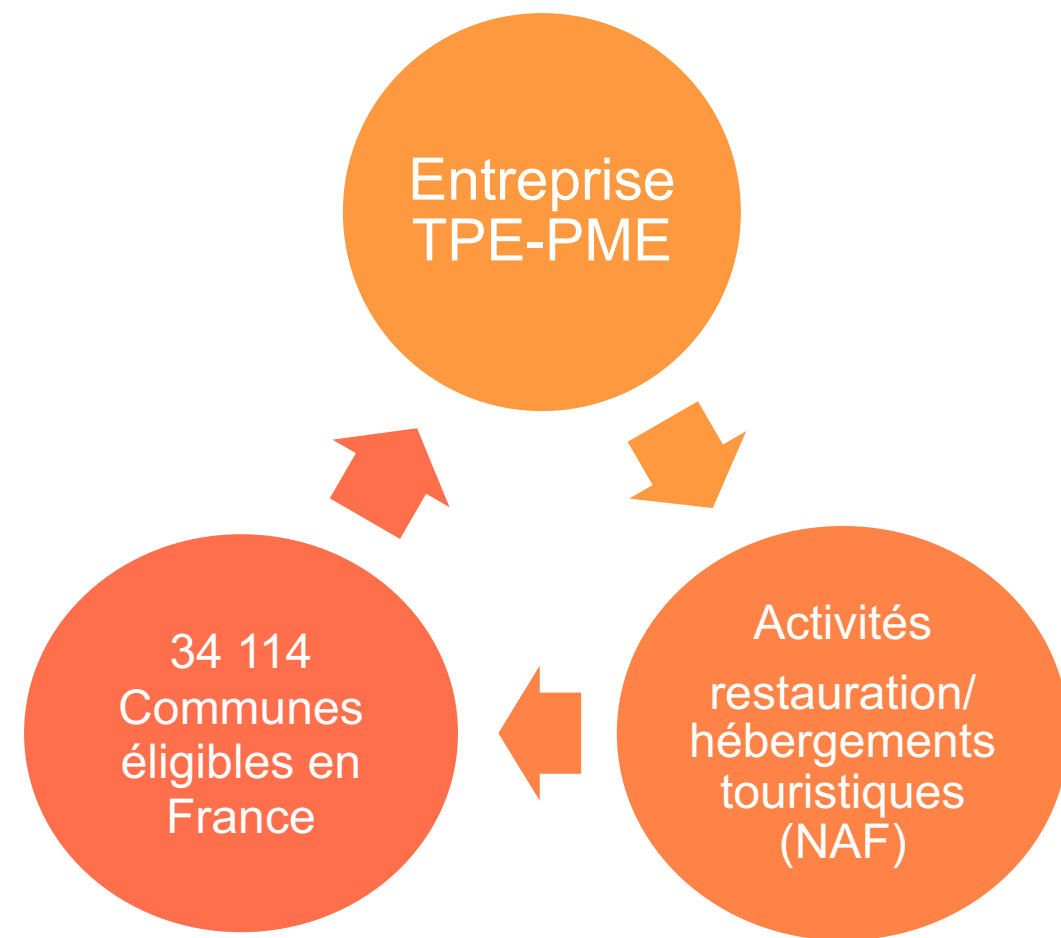 Entreprise
TPE-PME
Activités
restauration/
hébergements
touristiques
(NAF)
34 114
Communes
éligibles en
France